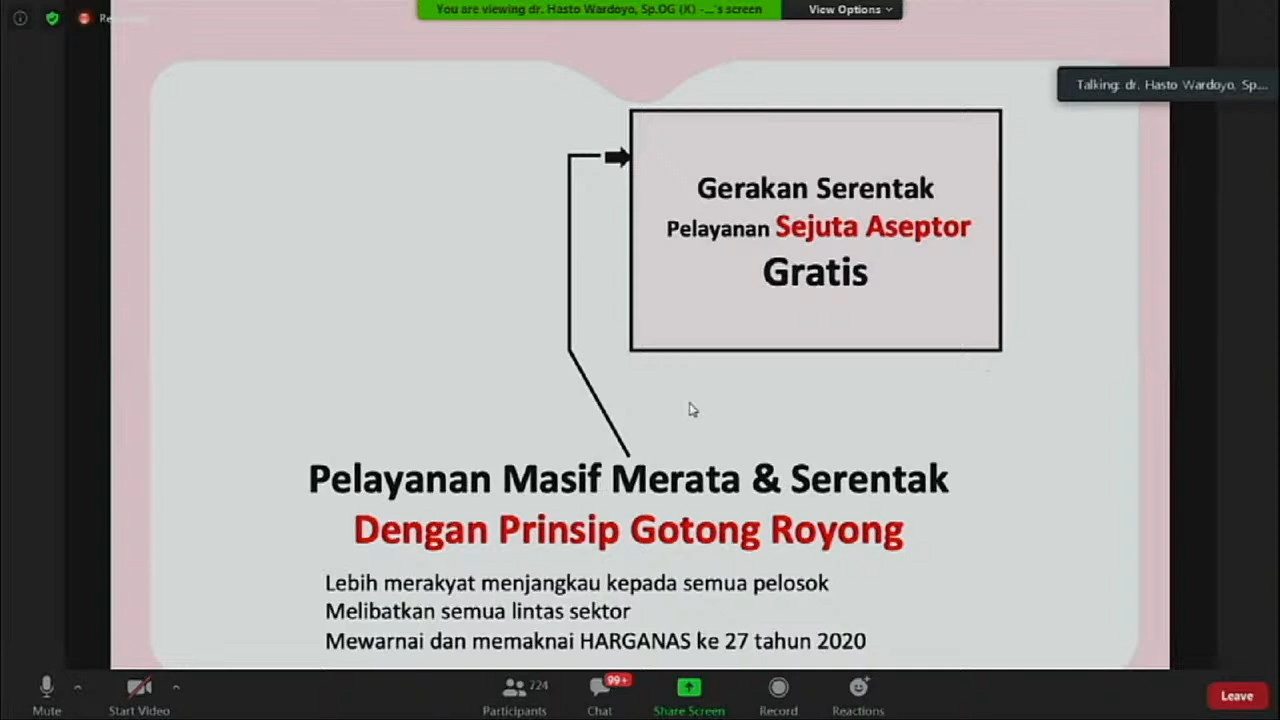 You are viewing dr. Hasto Wardoyo, Sp.OG (K) -...'s screen
View Options
Talking: dr. Hasto Wardoyo, Sp...
Gerakan Serentak
Pelayanan Sejuta Aseptor
Gratis
Pelayanan Masif Merata & Serentak
Dengan Prinsip Gotong Royong
Lebih merakyat menjangkau kepada semua pelosok
Melibatkan semua lintas sektor
Mewarnai dan memaknai HARGANAS ke 27 tahun 2020
724
99+
Mute
Start Video
Participants
Chat
Share Screen
Record
Reactions
Leave